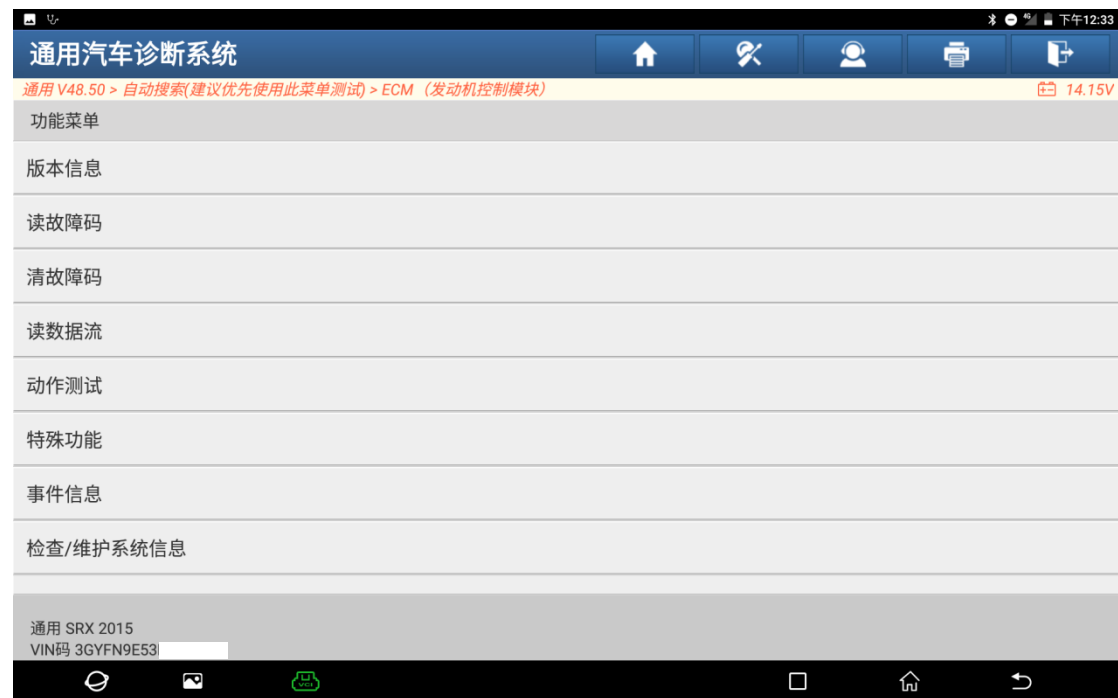 下午12:33
通用汽车诊断系统
通用 V48.50 > 自动搜索(建议优先使用此菜单测试) > ECM（发动机控制模块）
14.15V
功能菜单
版本信息
读故障码
清故障码
读数据流
动作测试
特殊功能
事件信息
检查/维护系统信息
通用 SRX 2015
VIN码 3GYFN9E53
VCI